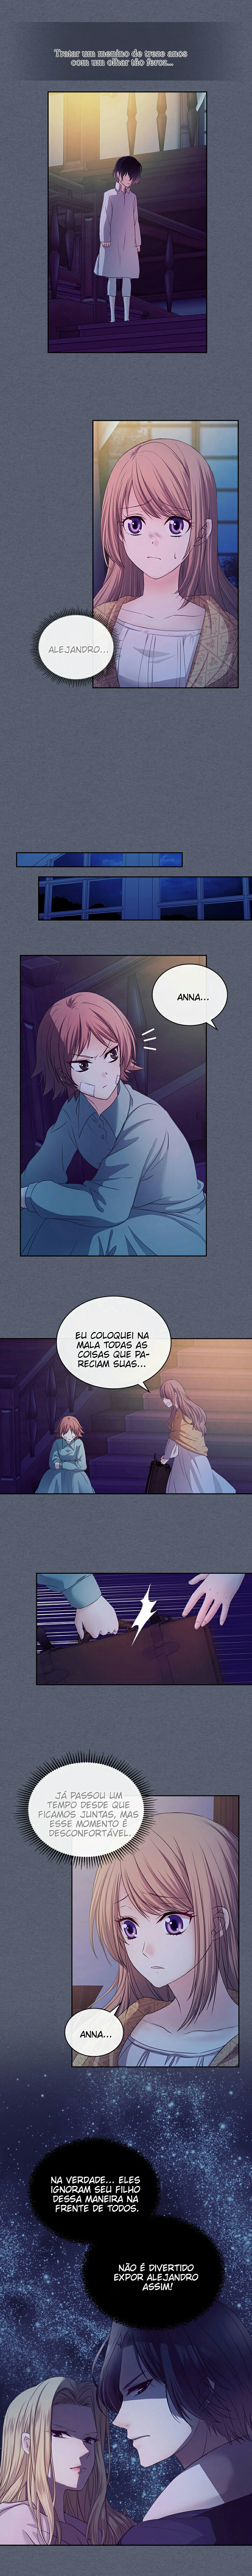 Tratar um menino de treze anos
com um olhar tão feroz...
ALEJANDRO...
ANNA...
EU COLOQUEI NA
MALA TODAS AS
COISAS QUE PA-
RECIAM SUAS...
JÁ PASSOU UM
TEMPO DESDE QUE
FICAMOS JUNTAS, MAS
ESSE MOMENTO É
DESCONFORTÁVEL.
ANNA...
NA VERDADE... ELES
IGNORAM SEU FILHO
DESSA MANEIRA NA
FRENTE DE TODOS.
NÃO É DIVERTIDO
EXPOR ALEJANDRO
ASSIM!